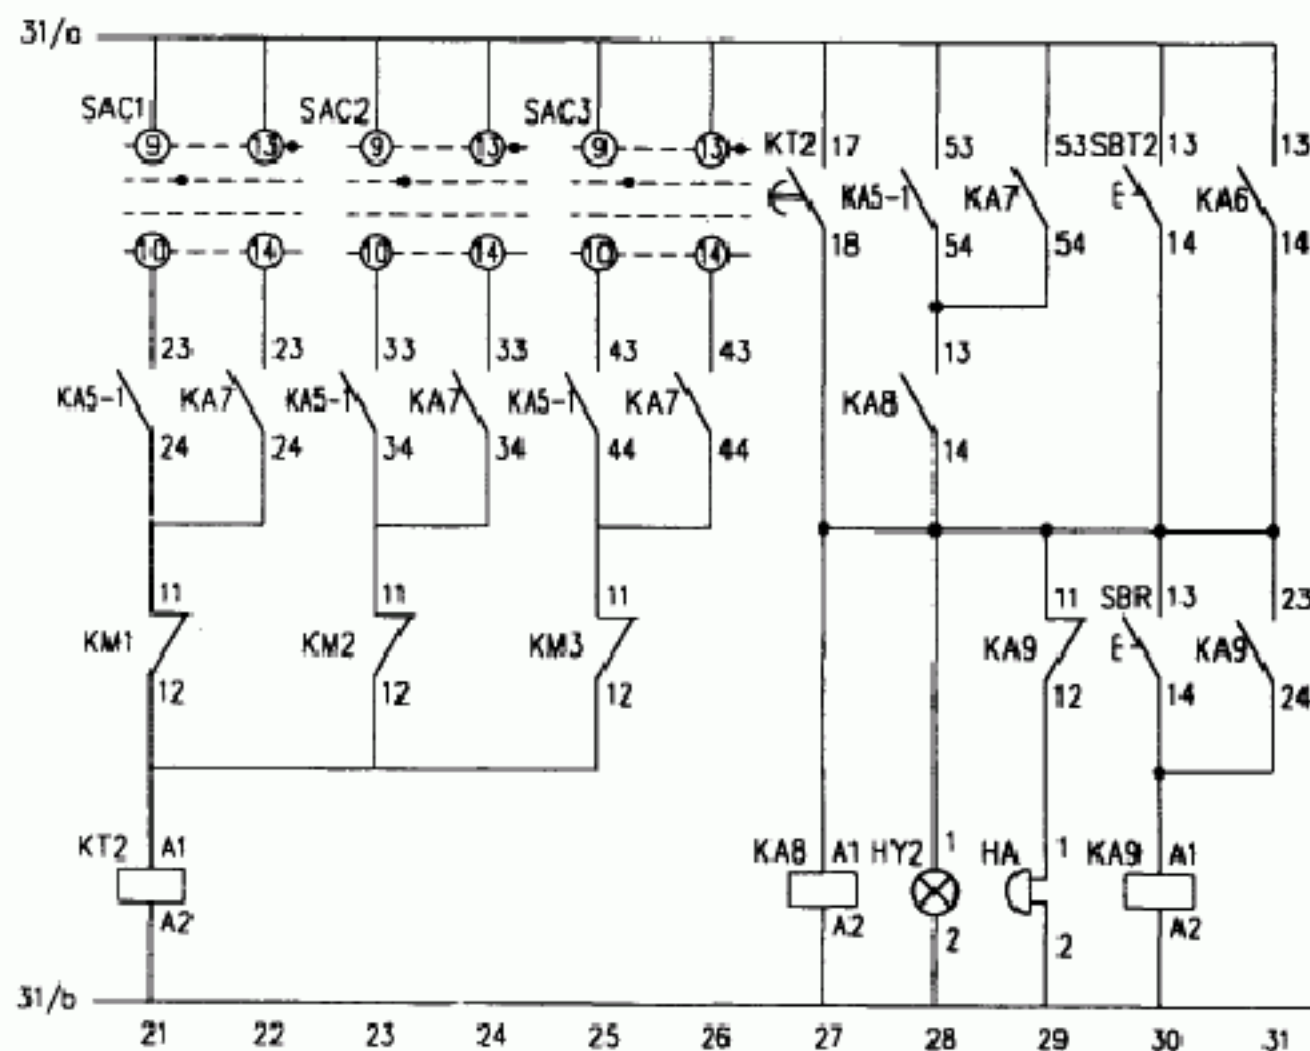 31/a
SAC1 SAC2 SAC3
9 13 9 13 9 13 KT2 17 53 53 SBT2 13 13
KA5-1 KA7 E KA6
10 14 10 14 10 14 18 54 54 14 14
23 23 33 33 43 43 13
KA5-1 KA7 KA5-1 KA7 KA5-1 KA7 KA8
24 24 34 34 44 44 14
11 11 11 11 SBR 13 23
KM1 KM2 KM3 KA9 E KA9
12 12 12 12 14 24
KT2 A1 KA8 A1 HY2 1 HA 1 KA9 A1
A2 A2 2 2 A2
31/b
21 22 23 24 25 26 27 28 29 30 31